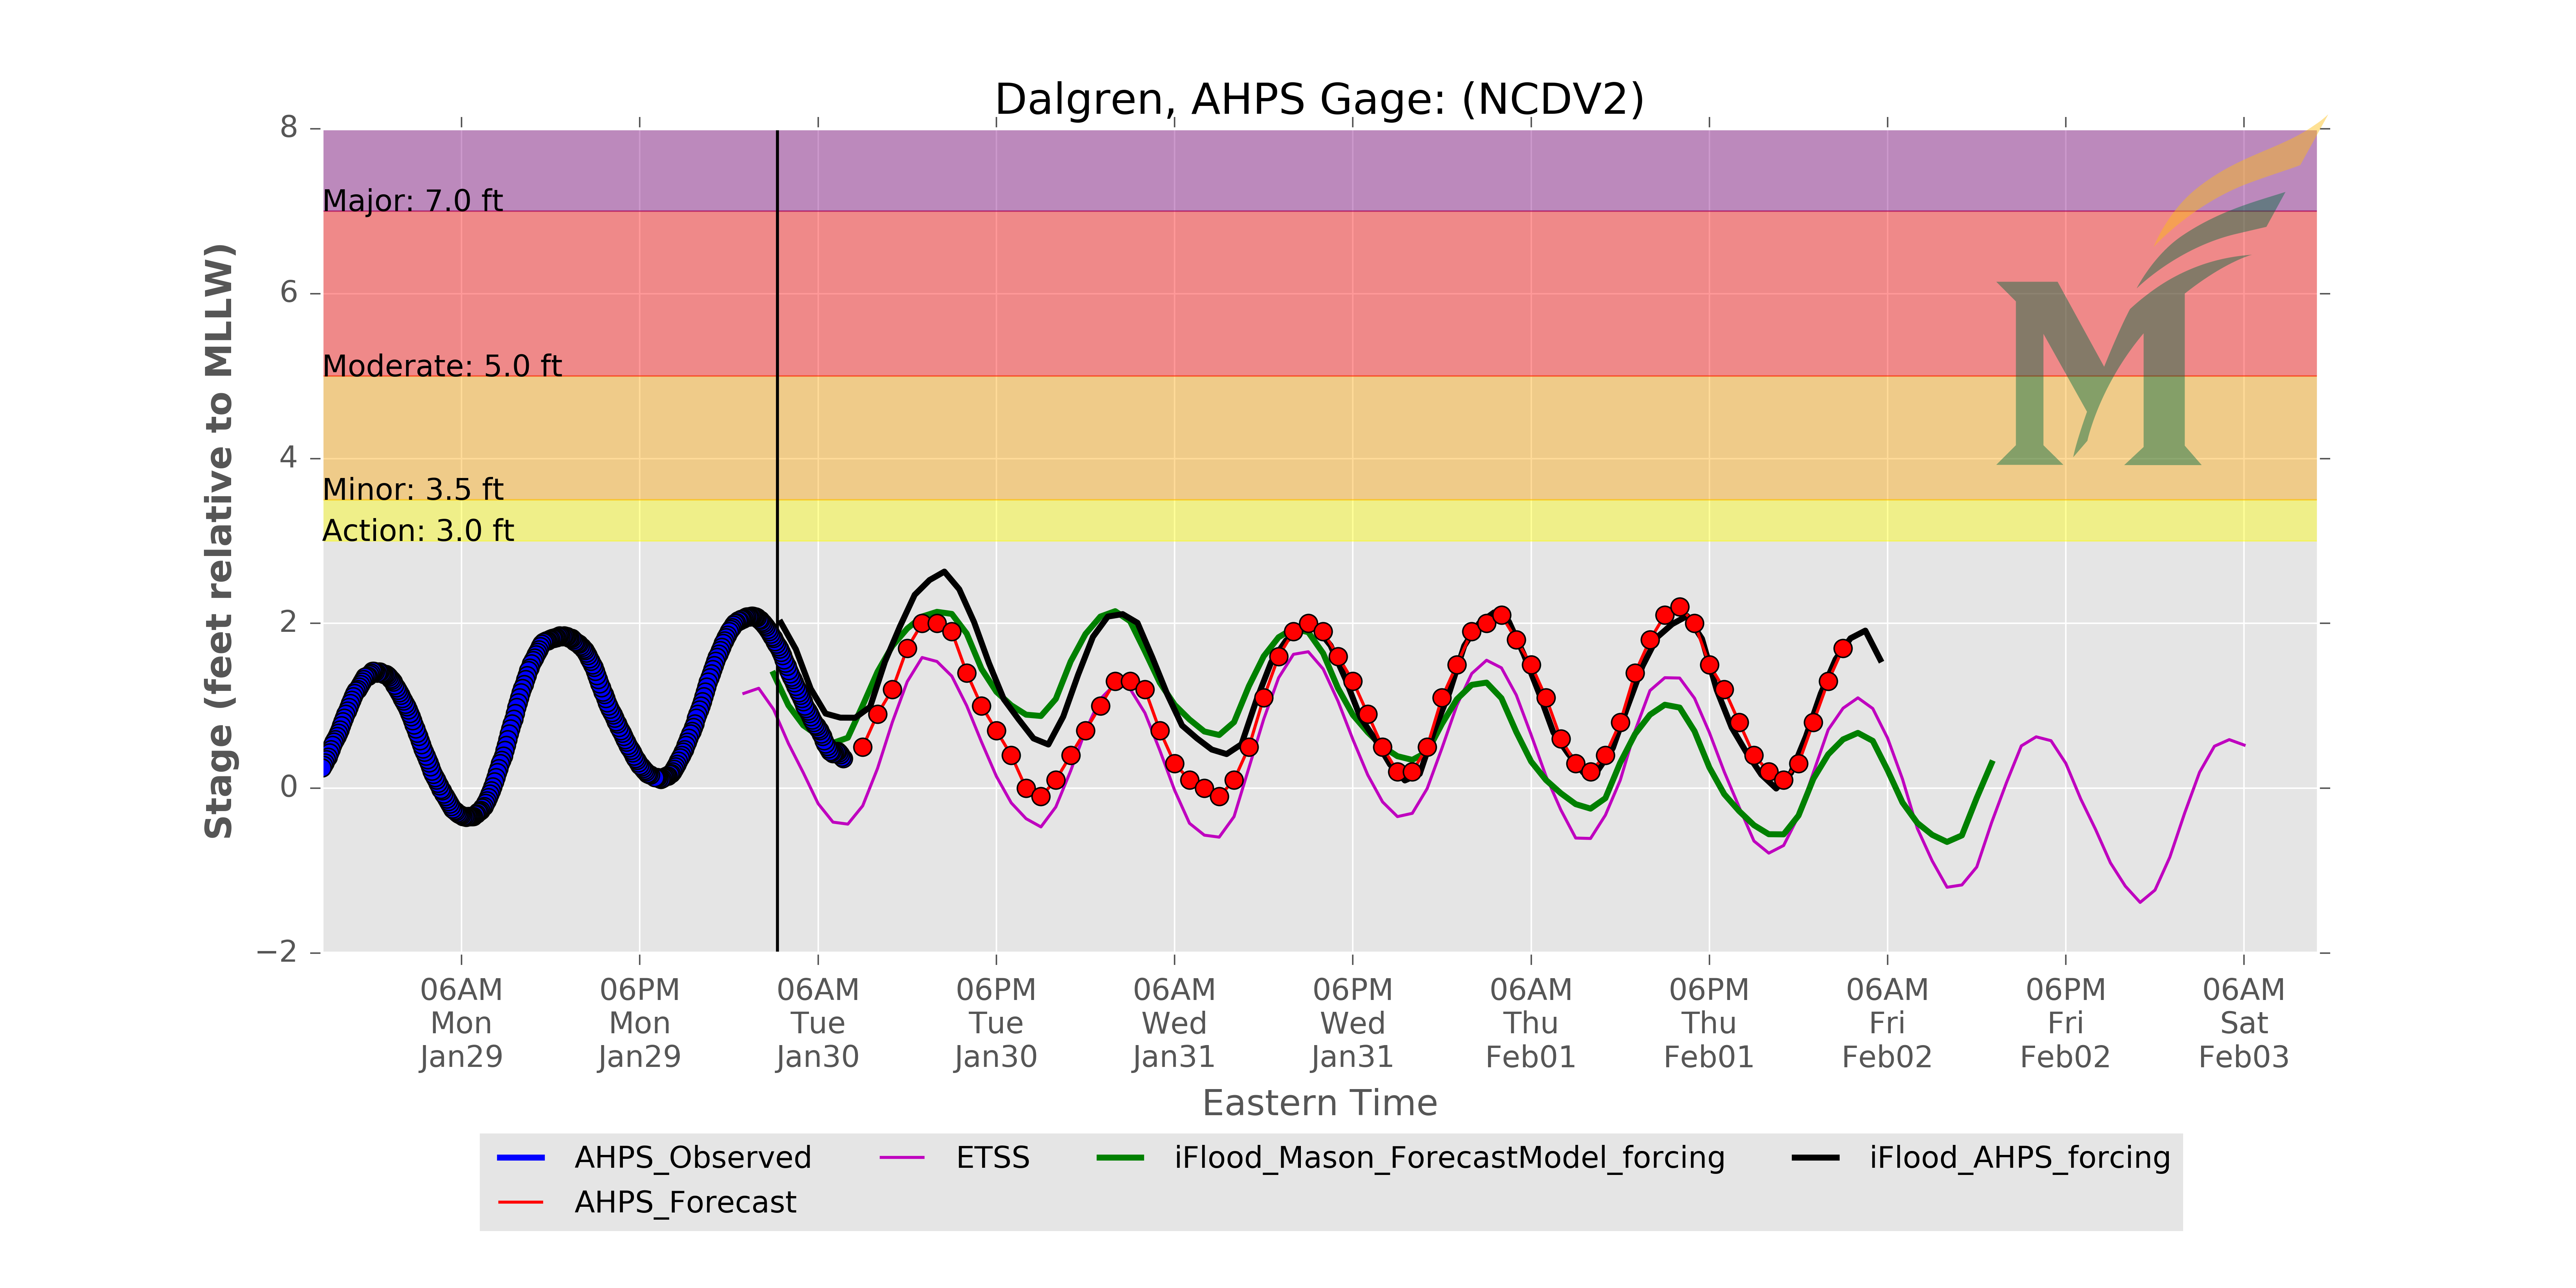 Dalgren, AHPS Gage: (NCDV2)
8
Major: 7.0 ft
6
Moderate: 5.0 ft
4
Minor: 3.5 ft
Action: 3.0 ft
2
0
−2
Stage (feet relative to MLLW)
06AM 06PM 06AM 06PM 06AM 06PM 06AM 06PM 06AM 06PM 06AM
Mon Mon Tue Tue Wed Wed Thu Thu Fri Fri Sat
Jan29 Jan29 Jan30 Jan30 Jan31 Jan31 Feb01 Feb01 Feb02 Feb02 Feb03
Eastern Time
AHPS_Observed ETSS iFlood_Mason_ForecastModel_forcing iFlood_AHPS_forcing
AHPS_Forecast
M